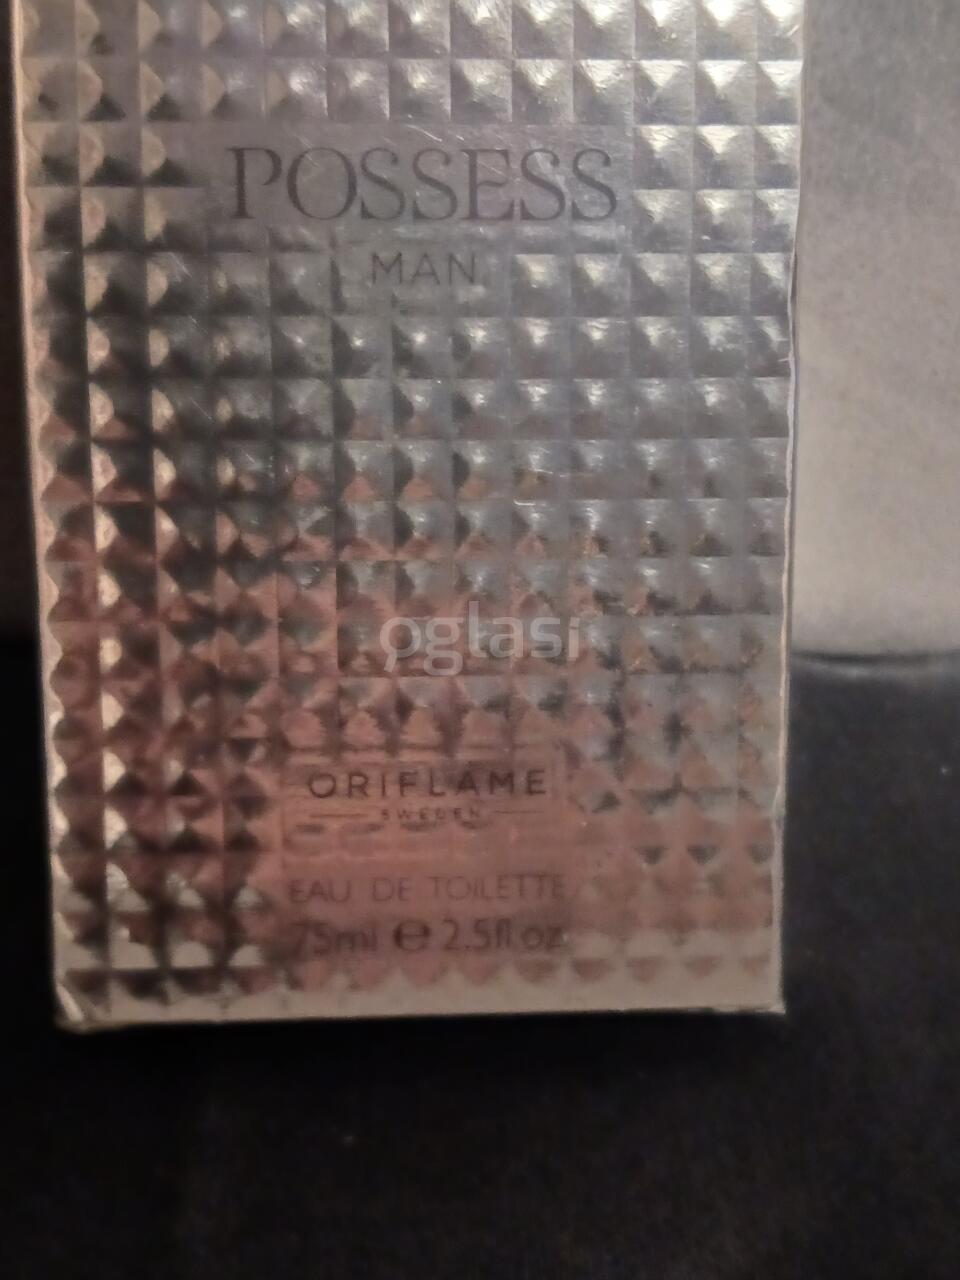 POSSESS
MAN
oglasi
ORIFLAME
SWEDEN
EAU DE TOILETTE
75ml e 2.5fl oz